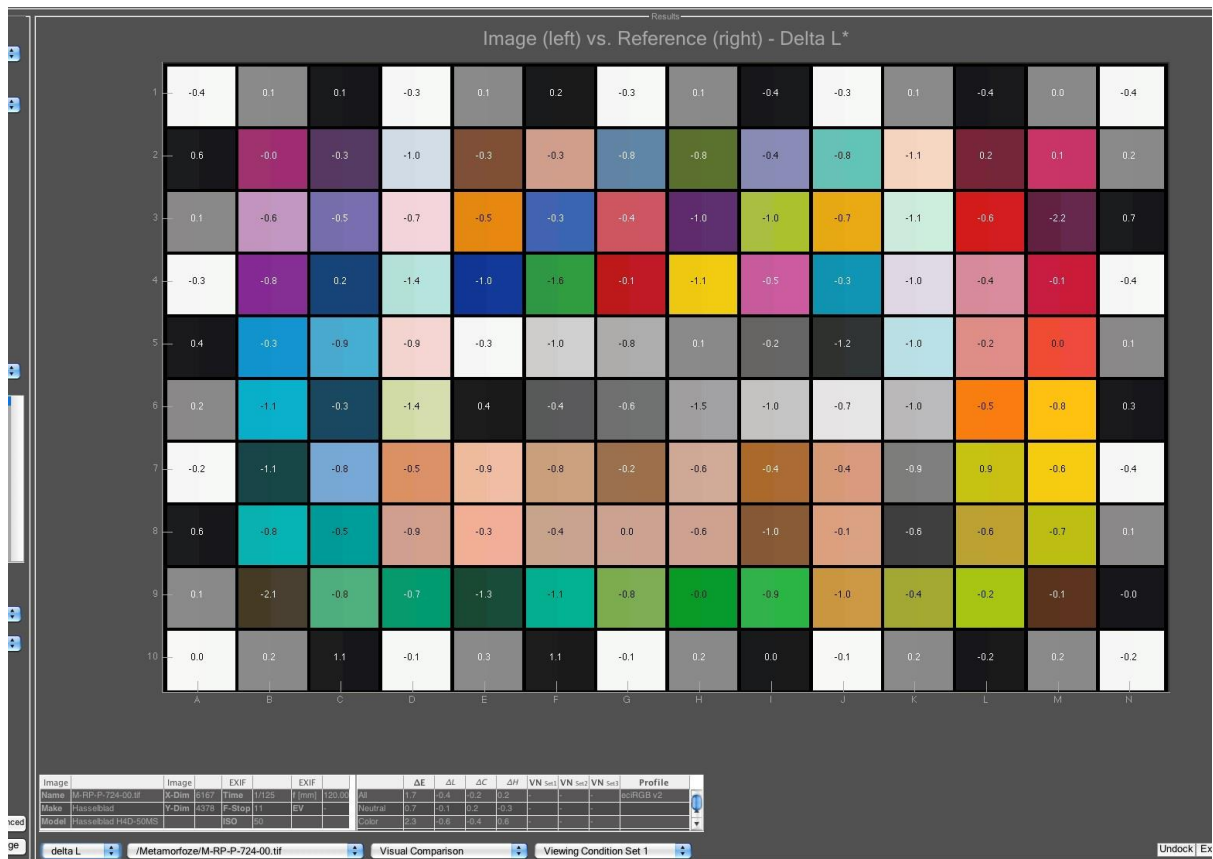 Results
Image (left) vs. Reference (right) - Delta L*
1 -0.4 0.1 0.1 -0.3 0.1 0.2 -0.3 0.1 -0.4 -0.3 0.1 -0.4 0.0 -0.4
2 0.6 -0.0 -0.3 -1.0 -0.3 -0.3 -0.8 -0.8 -0.4 -0.8 -1.1 0.2 0.1 0.2
3 0.1 -0.6 -0.5 -0.7 -0.5 -0.3 -0.4 -1.0 -1.0 -0.7 -1.1 -0.6 -2.2 0.7
4 -0.3 -0.8 0.2 -1.4 -1.0 -1.6 -0.1 -1.1 -0.5 -0.3 -1.0 -0.4 -0.1 -0.4
5 0.4 -0.3 -0.9 -0.9 -0.3 -1.0 -0.8 0.1 -0.2 -1.2 -1.0 -0.2 0.0 0.1
6 0.2 -1.1 -0.3 -1.4 0.4 -0.4 -0.6 -1.5 -1.0 -0.7 -1.0 -0.5 -0.8 0.3
7 -0.2 -1.1 -0.8 -0.5 -0.9 -0.8 -0.2 -0.6 -0.4 -0.4 -0.9 0.9 -0.6 -0.4
8 0.6 -0.8 -0.5 -0.9 -0.3 -0.4 0.0 -0.6 -1.0 -0.1 -0.6 -0.6 -0.7 0.1
9 0.1 -2.1 -0.8 -0.7 -1.3 -1.1 -0.8 -0.0 -0.9 -1.0 -0.4 -0.2 -0.1 -0.0
10 0.0 0.2 1.1 -0.1 0.3 1.1 -0.1 0.2 0.0 -0.1 0.2 -0.2 0.2 -0.2
A B C D E F G H I J K L M N
Image Image EXIF EXIF ΔE ΔL ΔC ΔH VN Set1 VN Set2 VN Set3 Profile
Name M-RP-P-724-00.tif X-Dim 6167 Time 1/125 f [mm] 120.00 All 1.7 -0.4 -0.2 0.2 - - - eciRGB v2
Make Hasselblad Y-Dim 4378 F-Stop 11 EV - Neutral 0.7 -0.1 0.2 -0.3 - - -
Model Hasselblad H4D-50MS ISO 50 Color 2.3 -0.6 -0.4 0.6 - - -
nced
ge delta L /Metamorfoze/M-RP-P-724-00.tif Visual Comparison Viewing Condition Set 1 Undock Ex